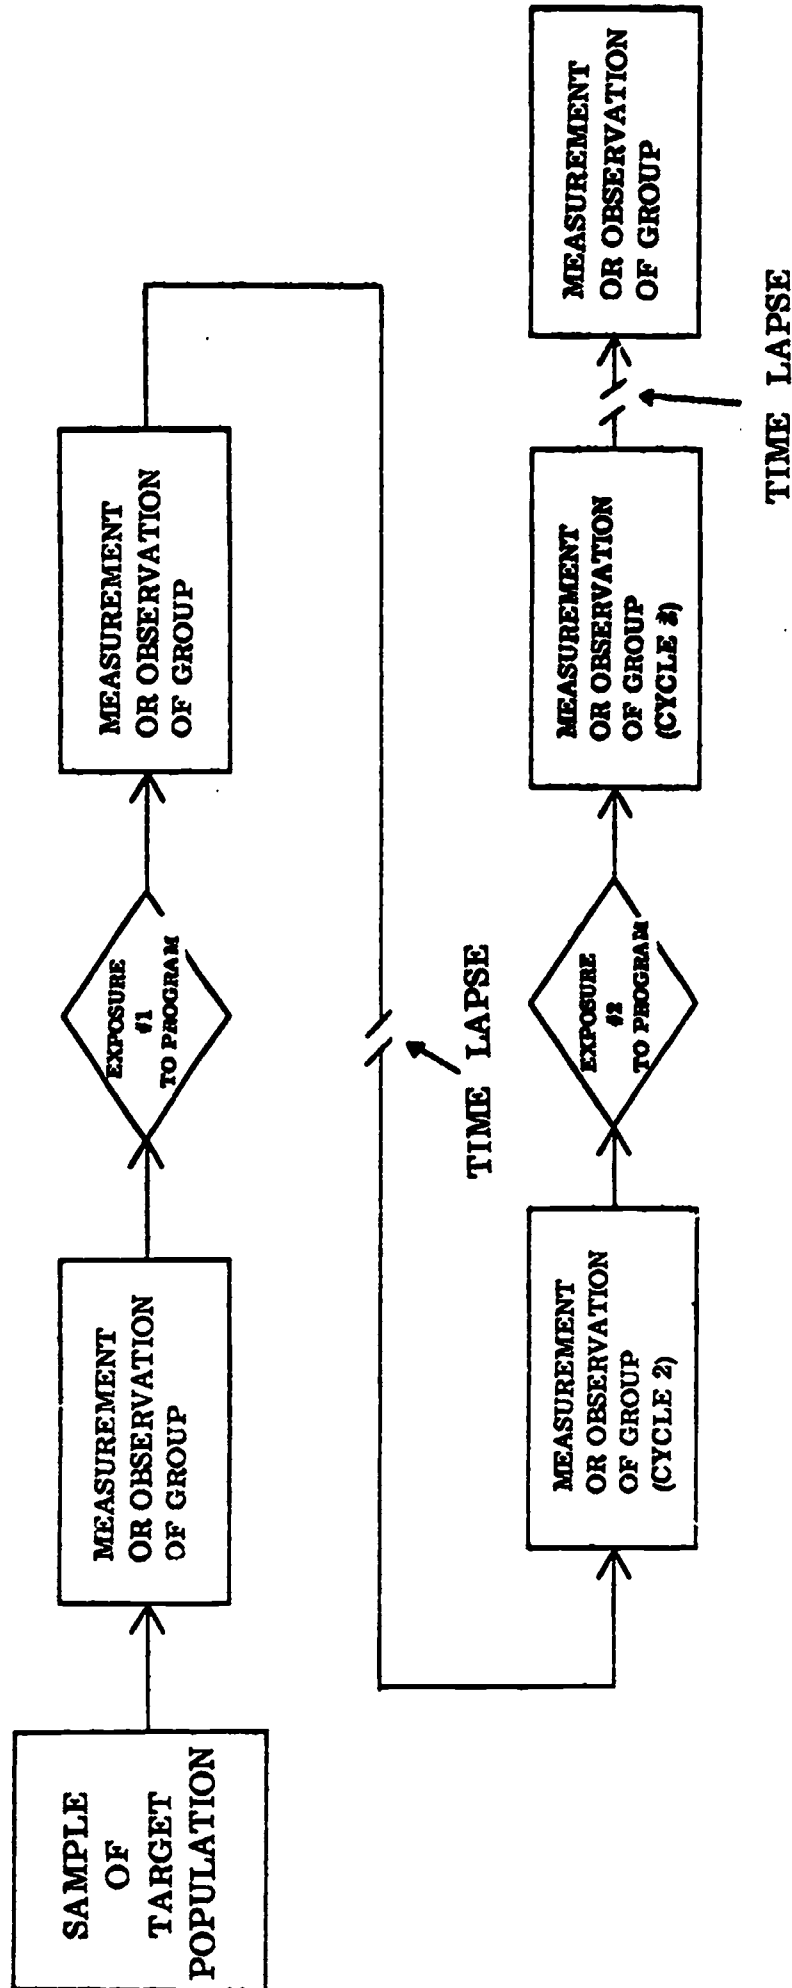 SAMPLE
OF
TARGET
POPULATION
MEASUREMENT
OR OBSERVATION
OF GROUP
EXPOSURE
#1
TO PROGRAM
MEASUREMENT
OR OBSERVATION
OF GROUP
TIME LAPSE
MEASUREMENT
OR OBSERVATION
OF GROUP
(CYCLE 2)
EXPOSURE
#2
TO PROGRAM
MEASUREMENT
OR OBSERVATION
OF GROUP
(CYCLE
TIME LAPSE
MEASUREMENT
OR OBSERVATION
OF GROUP